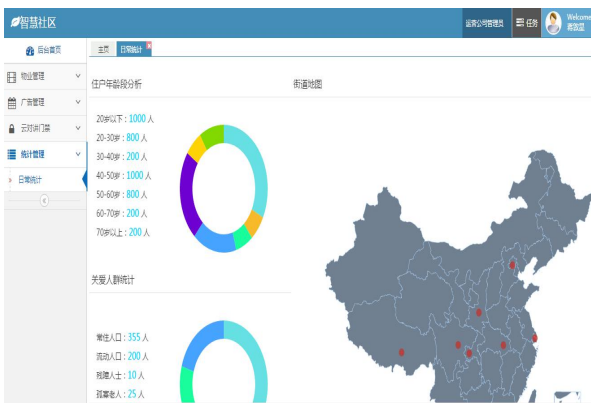 智慧社区
运营公司管理员
任务
Welcome
后台首页
主页
日常统计
物业管理
广告管理
云对讲门禁
统计管理
日常统计
住户年龄段分析
街道地图
20岁以下：1000 人
20-30岁：800 人
30-40岁：200 人
40-50岁：1000 人
50-60岁：800 人
60-70岁：200 人
70岁以上：200 人
关爱人群统计
常住人口：355 人
流动人口：200 人
残障人士：10 人
孤寡老人：25 人